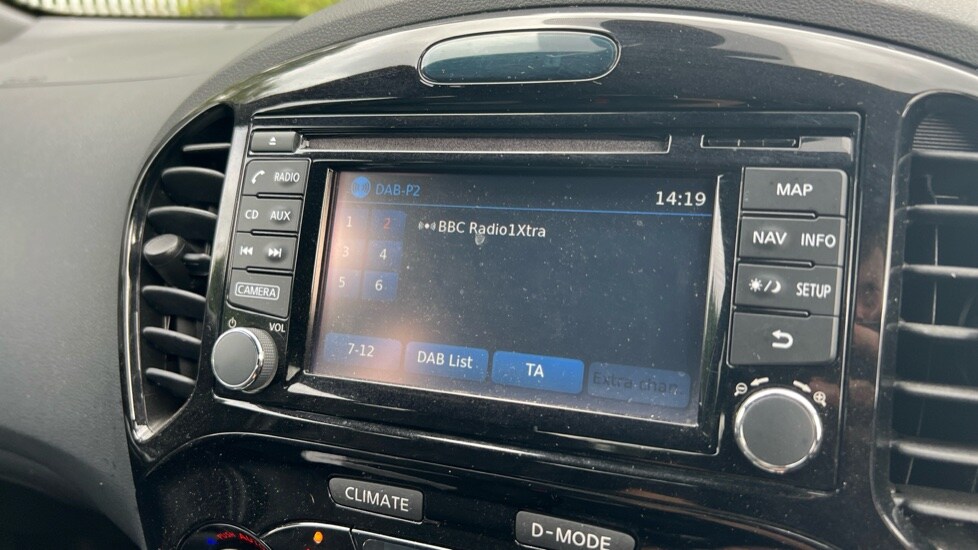 DAB-P2
14:19
1 2
BBC Radio1Xtra
3 4
5 6
7-12 DAB List TA Extra chan
RADIO
CD AUX
CAMERA
VOL
MAP
NAV INFO
SETUP
CLIMATE
D-MODE